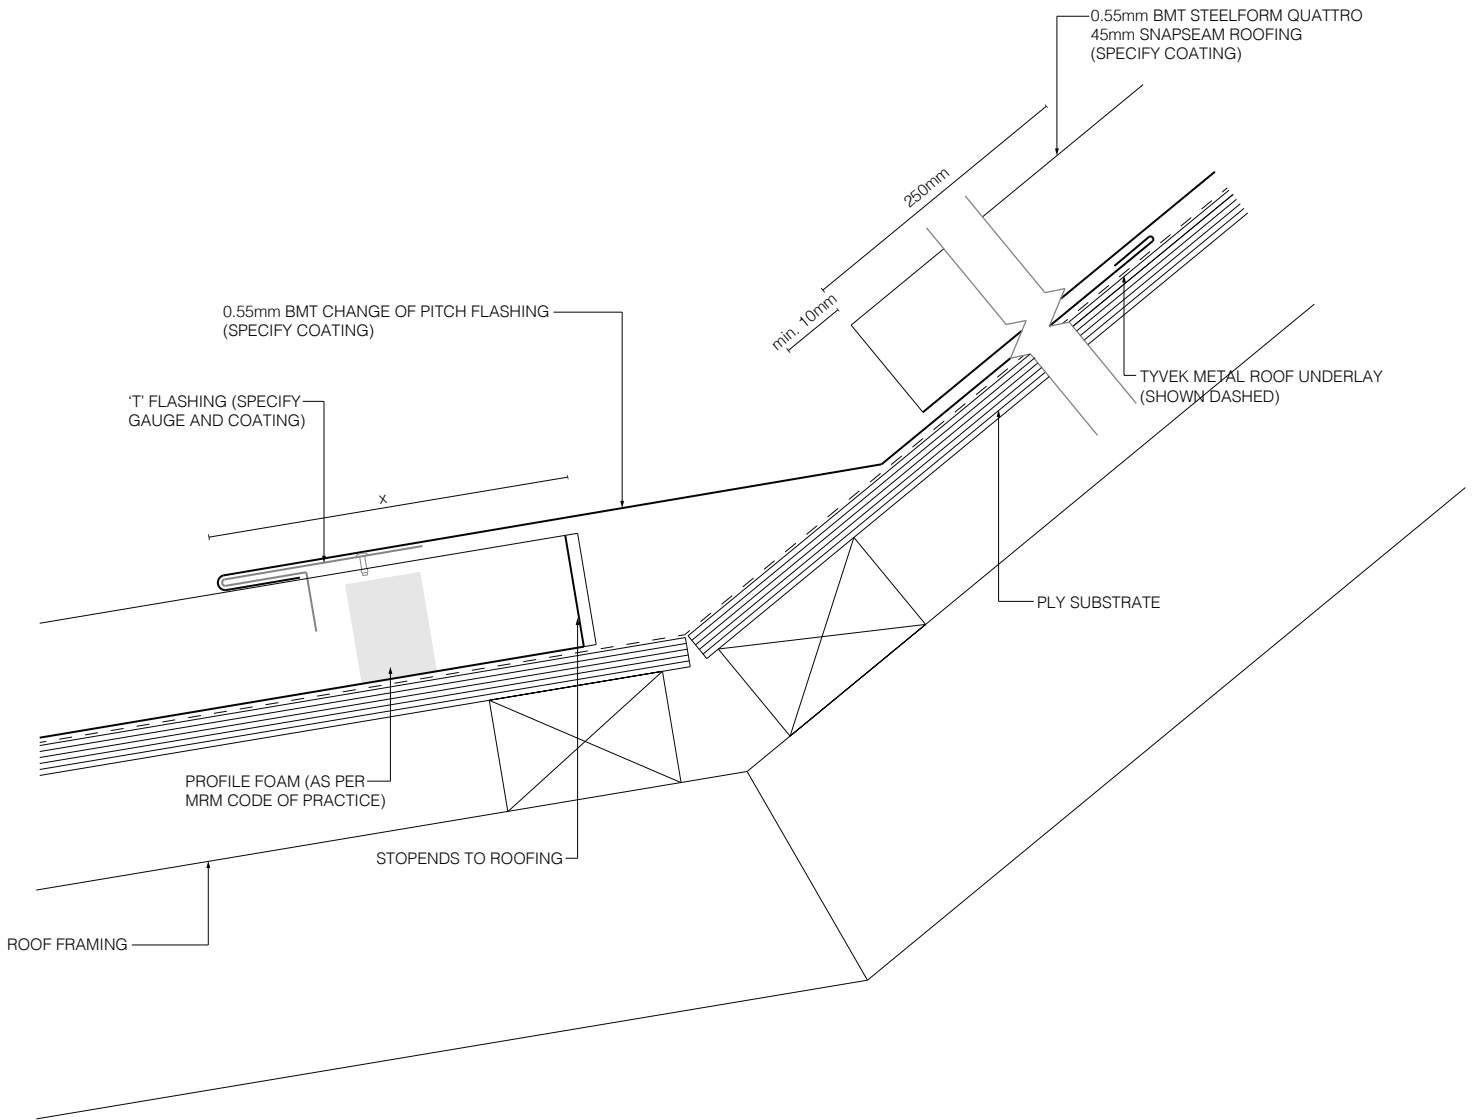 0.55mm BMT STEELFORM QUATTRO
45mm SNAPSEAM ROOFING
(SPECIFY COATING)
250mm
min. 10mm
0.55mm BMT CHANGE OF PITCH FLASHING
(SPECIFY COATING)
TYVEK METAL ROOF UNDERLAY
(SHOWN DASHED)
‘T’ FLASHING (SPECIFY
GAUGE AND COATING)
x
PLY SUBSTRATE
PROFILE FOAM (AS PER
MRM CODE OF PRACTICE)
STOPENDS TO ROOFING
ROOF FRAMING